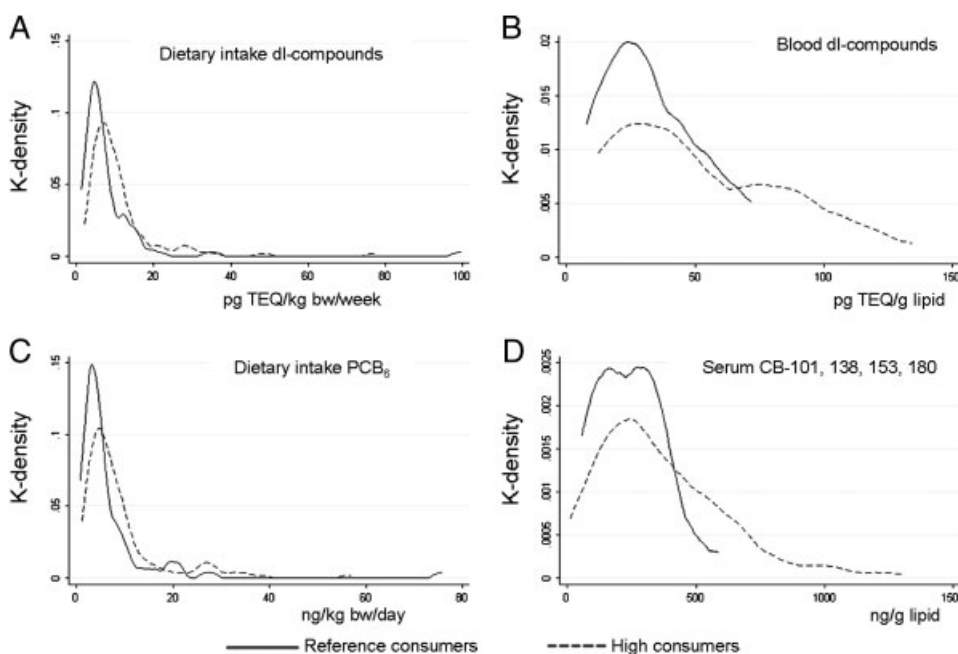 A
Dietary intake dl-compounds
K-density
.15
.1
.05
0
0 20 40 60 80 100
pg TEQ/kg bw/week
B
Blood dl-compounds
K-density
.02
.015
.01
.005
0
0 50 100 150
pg TEQ/g lipid
C
Dietary intake PCB₆
K-density
.15
.1
.05
0
0 20 40 60 80
ng/kg bw/day
D
Serum CB-101, 138, 153, 180
K-density
.0025
.002
.0015
.001
.0005
0
0 500 1000 150
ng/g lipid
Reference consumers High consumers